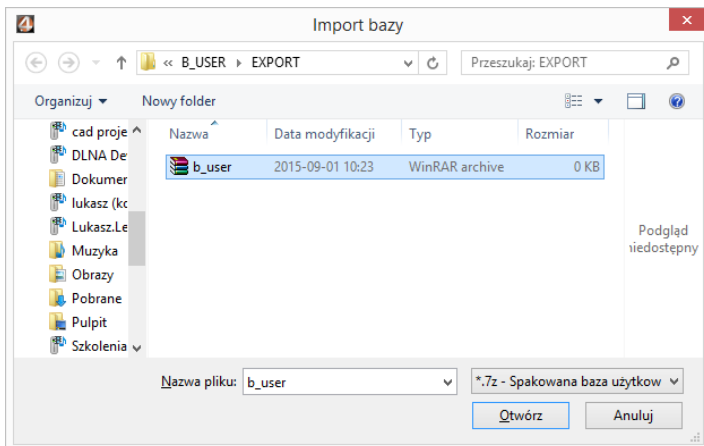 Import bazy
« B_USER EXPORT
Przeszukaj: EXPORT
Organizuj
Nowy folder
Nazwa Data modyfikacji Typ Rozmiar
b_user 2015-09-01 10:23 WinRAR archive 0 KB
cad proje
DLNA De
Dokumer
lukasz (kc
Lukasz.Le
Muzyka
Obrazy
Pobrane
Pulpit
Szkolenia
Podgląd
niedostępny
Nazwa pliku: b_user
*.7z - Spakowana baza użytkow
Otwórz
Anuluj